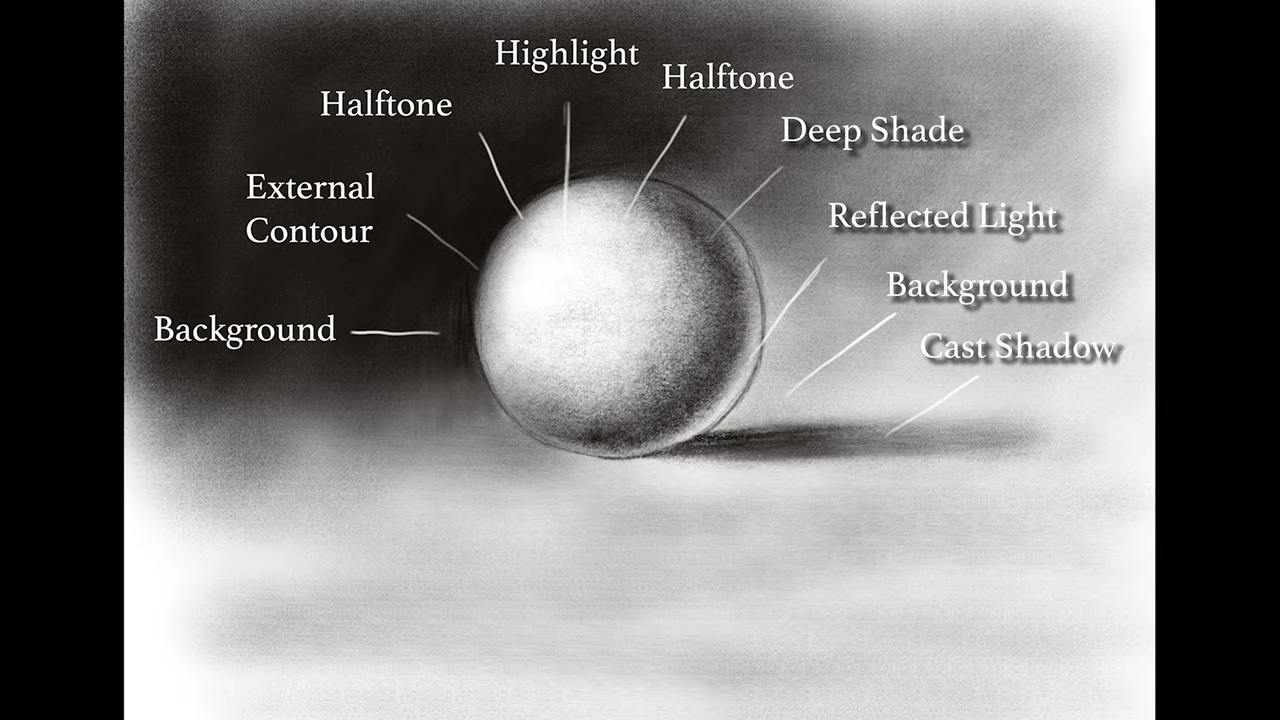 Highlight
Halftone
Halftone
Deep Shade
External
Contour
Reflected Light
Background
Background
Cast Shadow